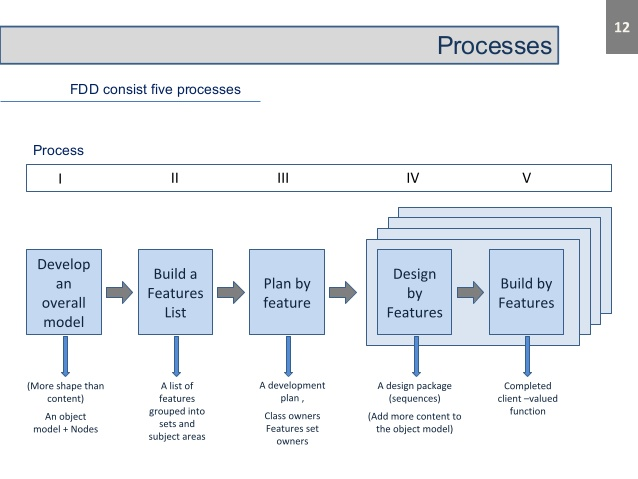 12
Processes
FDD consist five processes
Process
I II III IV V
Develop
an
overall
model
Build a
Features
List
Plan by
feature
Design
by
Features
Build by
Features
(More shape than
content)
An object
model + Nodes
A list of
features
grouped into
sets and
subject areas
A development
plan ,
Class owners
Features set
owners
A design package
(sequences)
(Add more content to
the object model)
Completed
client –valued
function